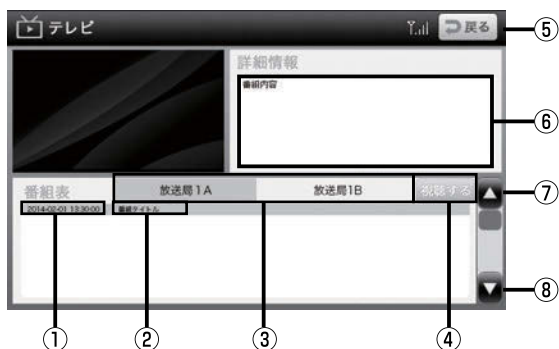 テレビ
戻る
⑤
詳細情報
番組内容
⑥
番組表
放送局1A
放送局1B
視聴する
⑦
2014-02-01 13:30:00
番組タイトル
⑧
①
②
③
④